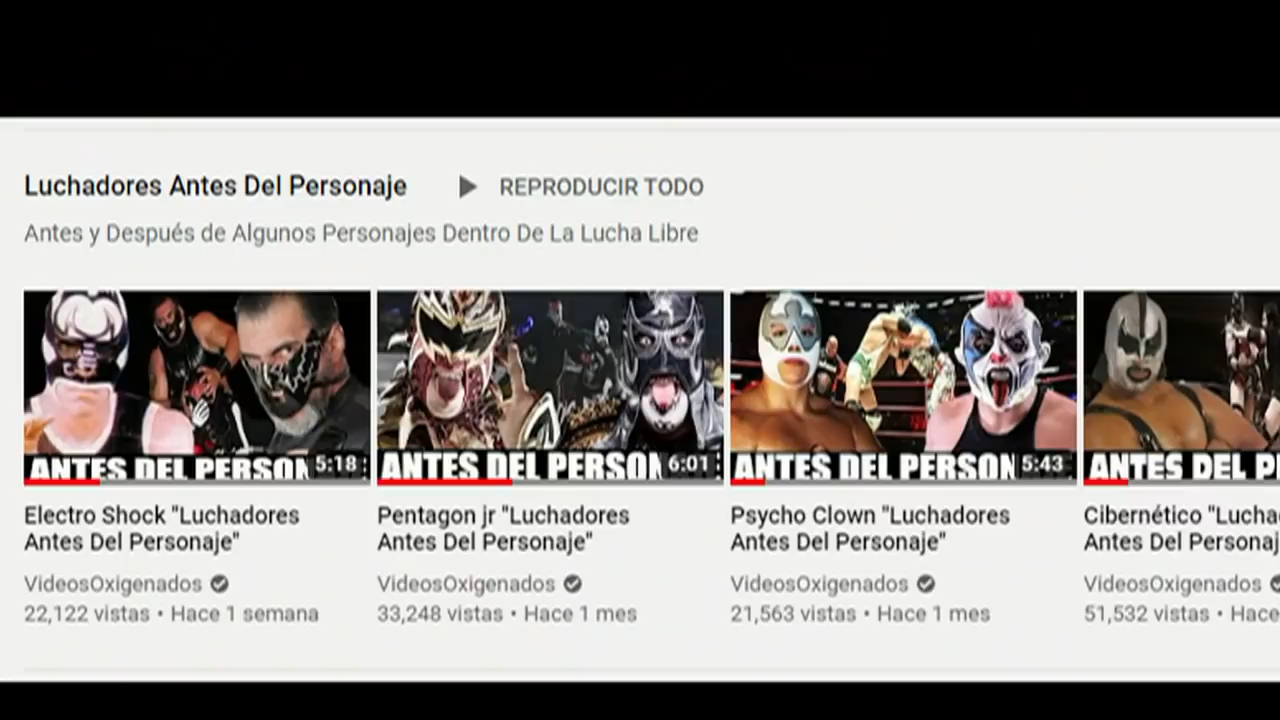 Luchadores Antes Del Personaje
REPRODUCIR TODO
Antes y Después de Algunos Personajes Dentro De La Lucha Libre
ANTES DEL PERSON 5:18
ANTES DEL PERSON 6:01
ANTES DEL PERSON 5:43
ANTES DEL P
Electro Shock "Luchadores
Antes Del Personaje"
VideosOxigenados
22,122 vistas • Hace 1 semana
Pentagon jr "Luchadores
Antes Del Personaje"
VideosOxigenados
33,248 vistas • Hace 1 mes
Psycho Clown "Luchadores
Antes Del Personaje"
VideosOxigenados
21,563 vistas • Hace 1 mes
Cibernético "Lucha
Antes Del Personaj
VideosOxigenados
51,532 vistas • Hace